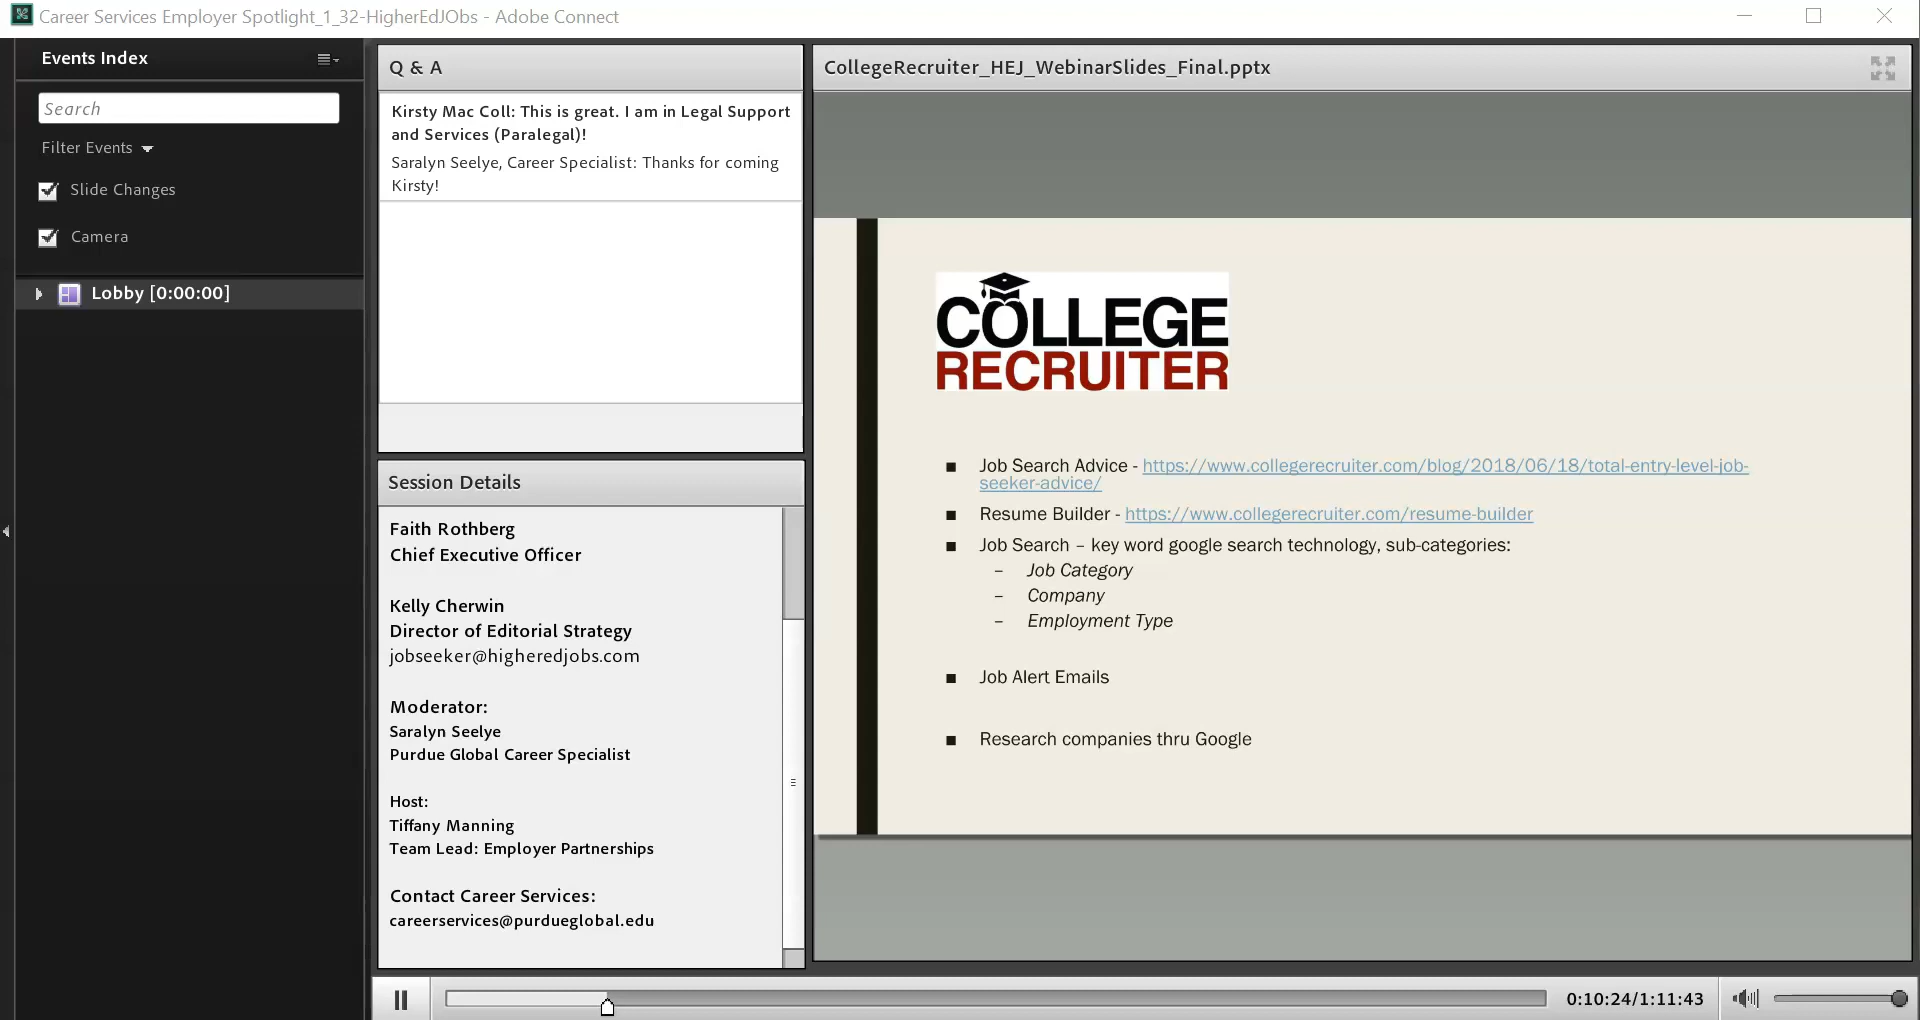 Career Services Employer Spotlight_1_32-HigherEdJObs - Adobe Connect
Events Index
Search
Filter Events
Slide Changes
Camera
Lobby [0:00:00]
Q & A
Kirsty Mac Coll: This is great. I am in Legal Support
and Services (Paralegal)!
Saralyn Seelye, Career Specialist: Thanks for coming
Kirsty!
Session Details
Faith Rothberg
Chief Executive Officer
Kelly Cherwin
Director of Editorial Strategy
jobseeker@higheredjobs.com
Moderator:
Saralyn Seelye
Purdue Global Career Specialist
Host:
Tiffany Manning
Team Lead: Employer Partnerships
Contact Career Services:
careerservices@purdueglobal.edu
CollegeRecruiter_HEJ_WebinarSlides_Final.pptx
COLLEGE
RECRUITER
■ Job Search Advice - https://www.collegerecruiter.com/blog/2018/06/18/total-entry-level-job-
seeker-advice/
■ Resume Builder - https://www.collegerecruiter.com/resume-builder
■ Job Search – key word google search technology, sub-categories:
– Job Category
– Company
– Employment Type
■ Job Alert Emails
■ Research companies thru Google
0:10:24/1:11:43